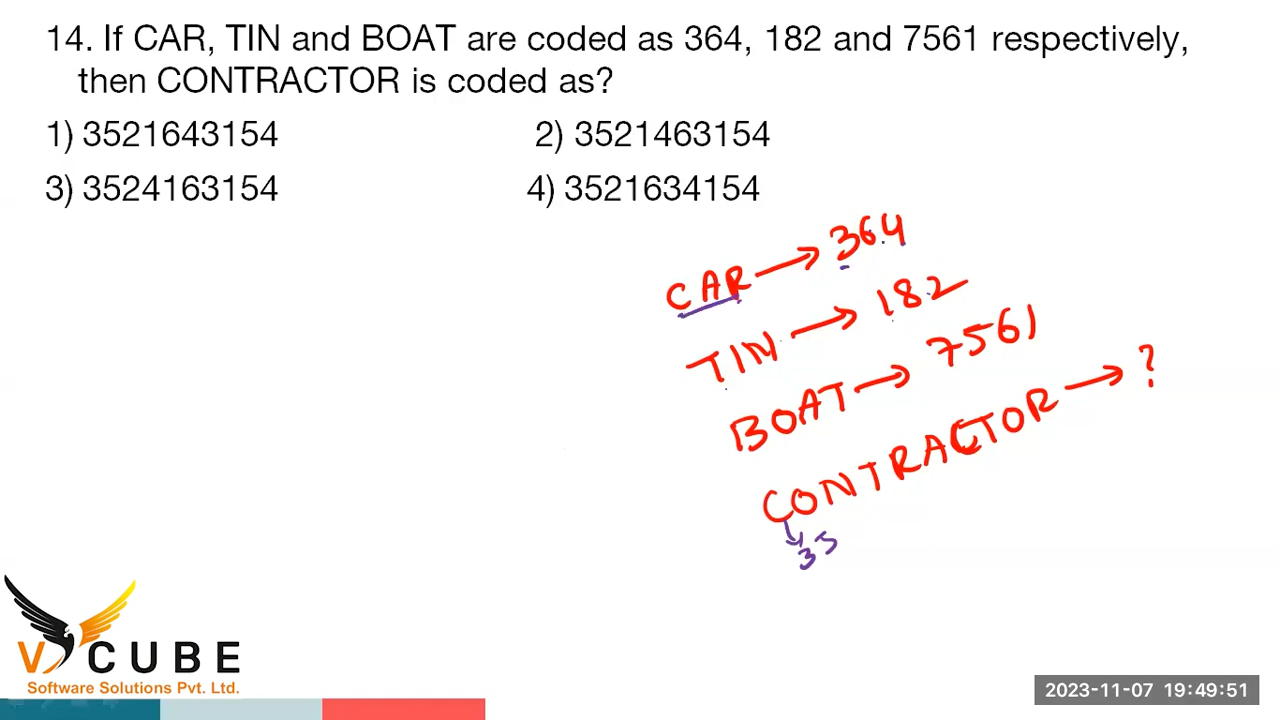 14. If CAR, TIN and BOAT are coded as 364, 182 and 7561 respectively,
then CONTRACTOR is coded as?
1) 3521643154 2) 3521463154
3) 3524163154 4) 3521634154
CAR → 364
TIN → 182
BOAT → 7561
CONTRACTOR → ?
35
V CUBE
Software Solutions Pvt. Ltd.
2023-11-07 19:49:51